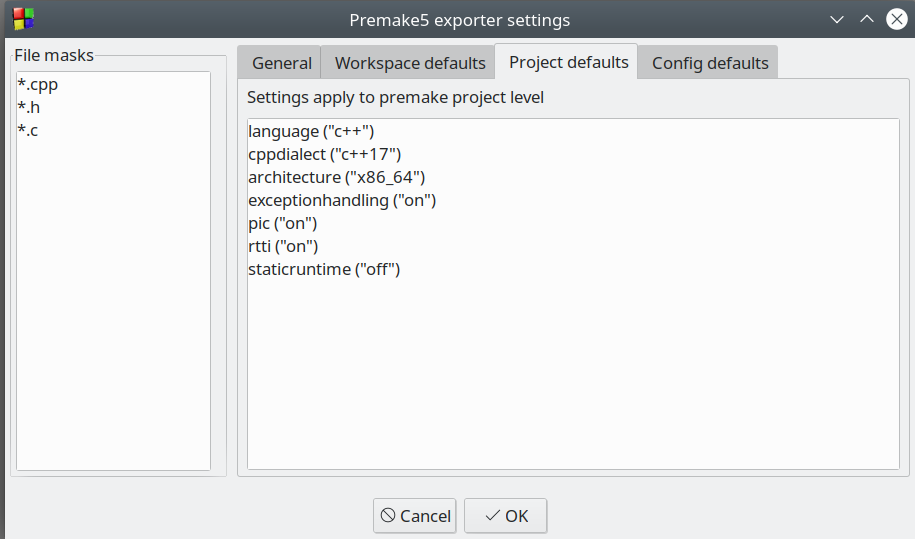 Premake5 exporter settings
File masks
*.cpp
*.h
*.c
General
Workspace defaults
Project defaults
Config defaults
Settings apply to premake project level
language ("c++")
cppdialect ("c++17")
architecture ("x86_64")
exceptionhandling ("on")
pic ("on")
rtti ("on")
staticruntime ("off")
Cancel
OK